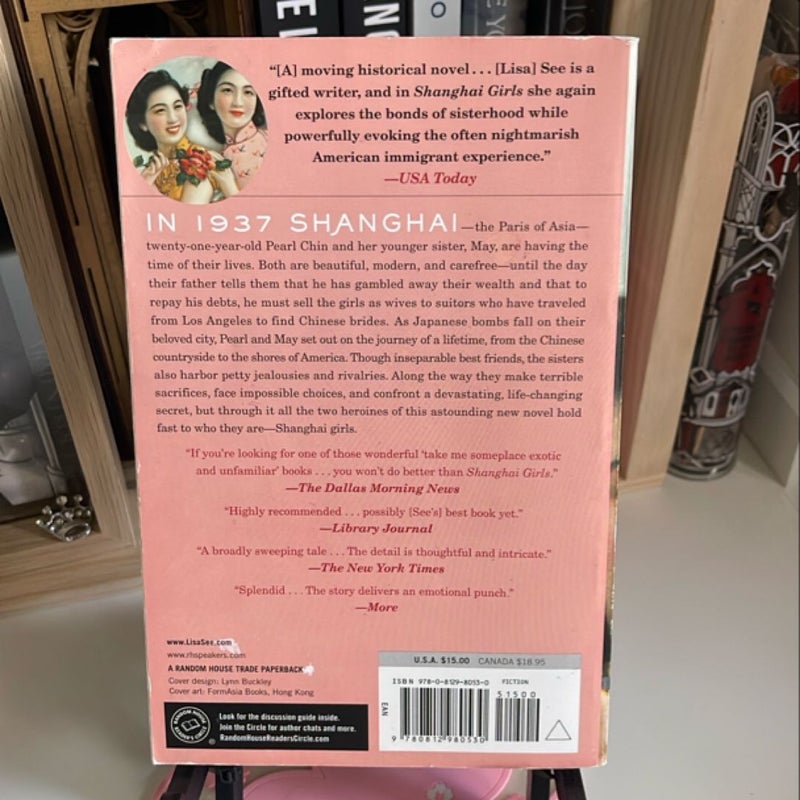 "[A] moving historical novel . . . [Lisa] See is a
gifted writer, and in Shanghai Girls she again
explores the bonds of sisterhood while
powerfully evoking the often nightmarish
American immigrant experience."
—USA Today
IN 1937 SHANGHAI—the Paris of Asia—
twenty-one-year-old Pearl Chin and her younger sister, May, are having the
time of their lives. Both are beautiful, modern, and carefree—until the day
their father tells them that he has gambled away their wealth and that to
repay his debts, he must sell the girls as wives to suitors who have traveled
from Los Angeles to find Chinese brides. As Japanese bombs fall on their
beloved city, Pearl and May set out on the journey of a lifetime, from the Chinese
countryside to the shores of America. Though inseparable best friends, the sisters
also harbor petty jealousies and rivalries. Along the way they make terrible
sacrifices, face impossible choices, and confront a devastating, life-changing
secret, but through it all the two heroines of this astounding new novel hold
fast to who they are—Shanghai girls.
"If you're looking for one of those wonderful 'take me someplace exotic
and unfamiliar' books . . . you won't do better than Shanghai Girls."
—The Dallas Morning News
"Highly recommended . . . possibly [See's] best book yet."
—Library Journal
"A broadly sweeping tale . . . The detail is thoughtful and intricate."
—The New York Times
"Splendid . . . The story delivers an emotional punch."
—More
www.LisaSee.com
www.rhspeakers.com
A RANDOM HOUSE TRADE PAPERBACK
Cover design: Lynn Buckley
Cover art: FormAsia Books, Hong Kong
RANDOM HOUSE
READER'S CIRCLE
Look for the discussion guide inside.
Join the Circle for author chats and more.
RandomHouseReadersCircle.com
U.S.A. $15.00 CANADA $18.95
ISBN 978-0-8129-8053-0 FICTION
51500
EAN
9 780812 980530